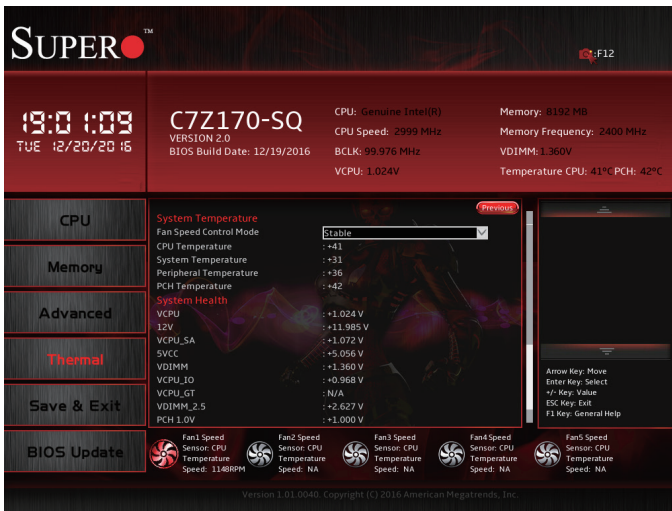 SUPER TM
:F12
19:01:09
TUE 12/20/2016
C7Z170-SQ
VERSION 2.0
BIOS Build Date: 12/19/2016
CPU: Genuine Intel(R)
CPU Speed: 2999 MHz
BCLK: 99.976 MHz
VCPU: 1.024V
Memory: 8192 MB
Memory Frequency: 2400 MHz
VDIMM: 1.360V
Temperature CPU: 41°C PCH: 42°C
CPU
Memory
Advanced
Thermal
Save & Exit
BIOS Update
Previous
System Temperature
Fan Speed Control Mode Stable
CPU Temperature : +41
System Temperature : +31
Peripheral Temperature : +36
PCH Temperature : +42
System Health
VCPU : +1.024 V
12V : +11.985 V
VCPU_SA : +1.072 V
5VCC : +5.056 V
VDIMM : +1.360 V
VCPU_IO : +0.968 V
VCPU_GT : N/A
VDIMM_2.5 : +2.627 V
PCH 1.0V : +1.000 V
Arrow Key: Move
Enter Key: Select
+/- Key: Value
ESC Key: Exit
F1 Key: General Help
Fan1 Speed
Sensor: CPU
Temperature
Speed: 1148RPM
Fan2 Speed
Sensor: CPU
Temperature
Speed: NA
Fan3 Speed
Sensor: CPU
Temperature
Speed: NA
Fan4 Speed
Sensor: CPU
Temperature
Speed: NA
Fan5 Speed
Sensor: CPU
Temperature
Speed: NA
Version 1.01.0040. Copyright (C) 2016 American Megatrends, Inc.